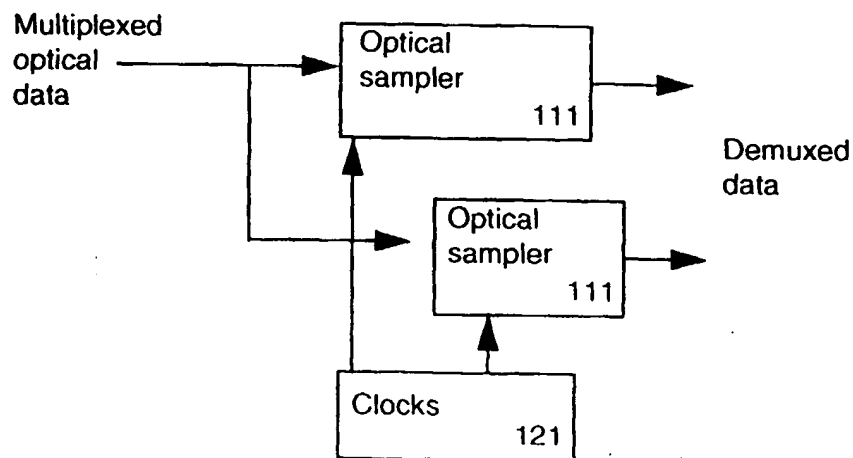 Multiplexed
optical
data
Optical
sampler
111
Demuxed
data
Optical
sampler
111
Clocks
121